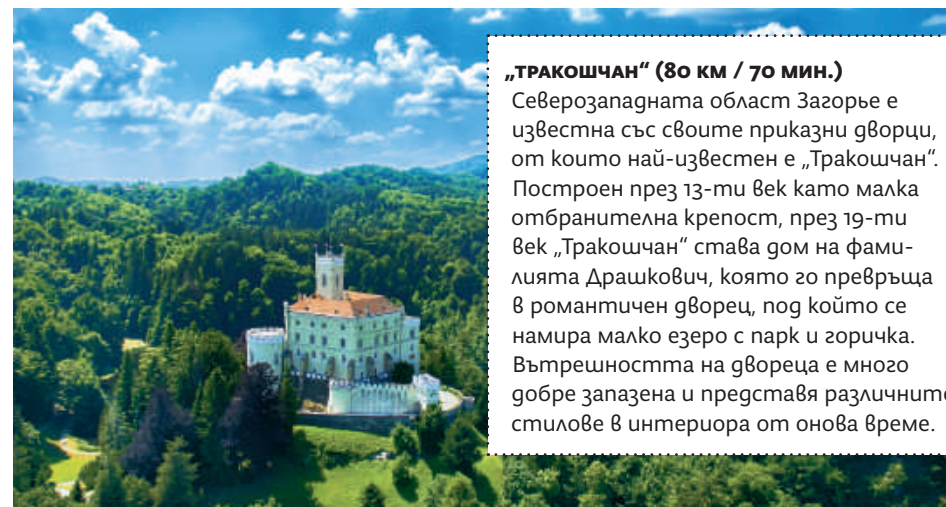 „ТРАКОШЧАН“ (80 КМ / 70 МИН.)
Северозападната област Загорье е
известна със своите приказни дворци,
от които най-известен е „Тракошчан“.
Построен през 13-ти век като малка
отбранителна крепост, през 19-ти
век „Тракошчан“ става дом на фами-
лията Драшкович, която го превръща
в романтичен дворец, под който се
намира малко езеро с парк и горичка.
Вътрешността на двореца е много
добре запазена и представя различните
стилове в интериора от онова време.